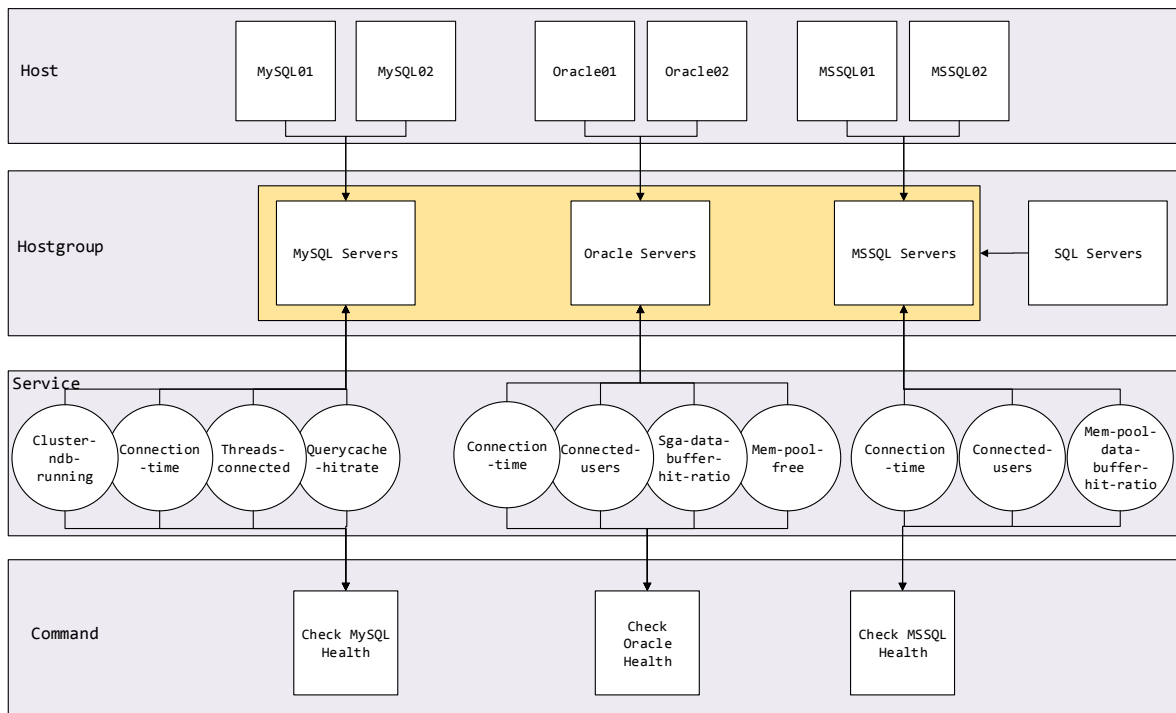 Host
MySQL01
MySQL02
Oracle01
Oracle02
MSSQL01
MSSQL02
Hostgroup
MySQL Servers
Oracle Servers
MSSQL Servers
SQL Servers
Service
Cluster-
ndb-
running
Connection
-time
Threads-
connected
Querycache
-hitrate
Connection
-time
Connected-
users
Sga-data-
buffer-
hit-ratio
Mem-pool-
free
Connection
-time
Connected-
users
Mem-pool-
data-
buffer-
hit-ratio
Command
Check MySQL
Health
Check
Oracle
Health
Check MSSQL
Health